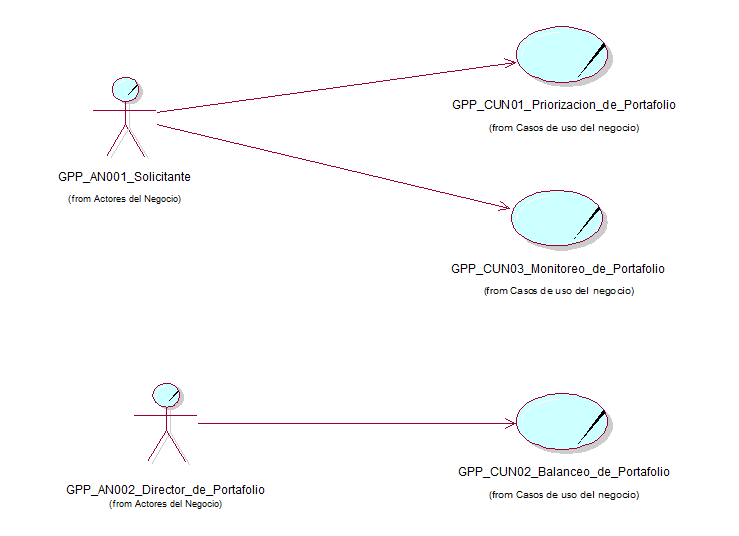 GPP_CUN01_Priorizacion_de_Portafolio
(from Casos de uso del negocio)
GPP_AN001_Solicitante
(from Actores del Negocio)
GPP_CUN03_Monitoreo_de_Portafolio
(from Casos de uso del negocio)
GPP_CUN02_Balanceo_de_Portafolio
(from Casos de uso del negocio)
GPP_AN002_Director_de_Portafolio
(from Actores del Negocio)